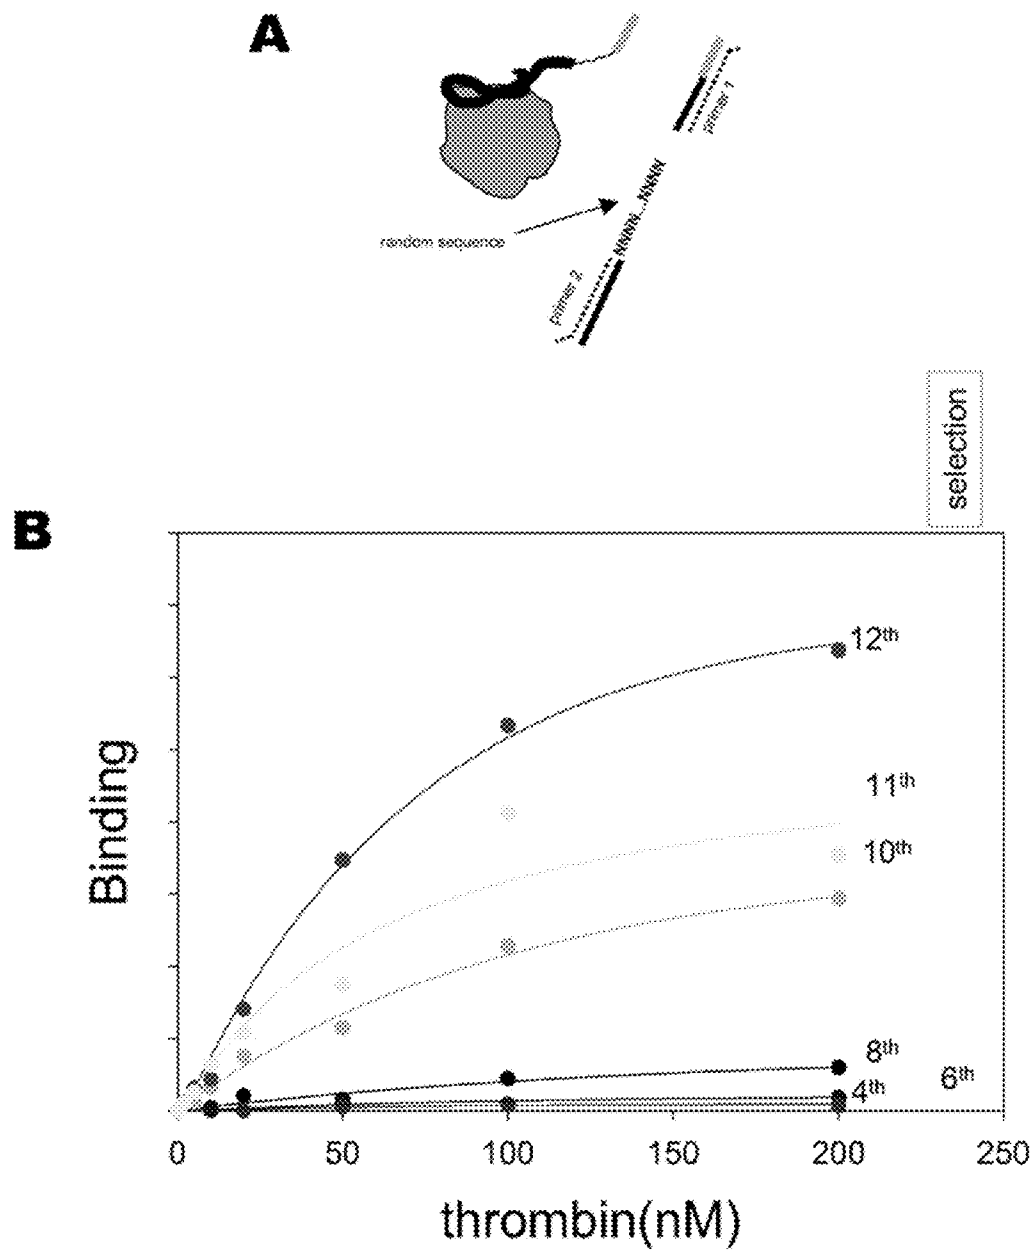 A
primer 1
NNNN...NNNN
random sequence
primer 2
selection
B
12th
11th
10th
8th
6th
4th
Binding
0 50 100 150 200 250
thrombin(nM)